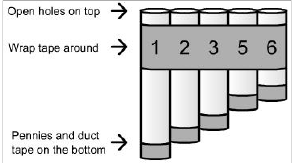 Open holes on top
Wrap tape around
1 2 3 5 6
Pennies and duct
tape on the bottom